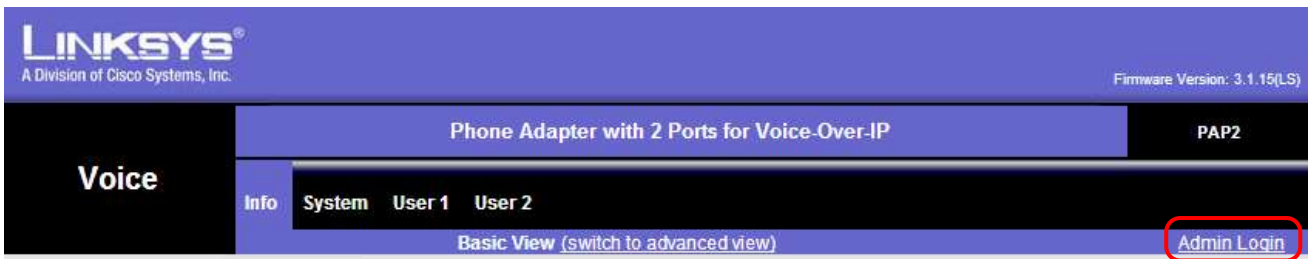 LINKSYS®
A Division of Cisco Systems, Inc.
Firmware Version: 3.1.15(LS)
Phone Adapter with 2 Ports for Voice-Over-IP
PAP2
Voice
Info System User 1 User 2
Basic View (switch to advanced view)
Admin Login